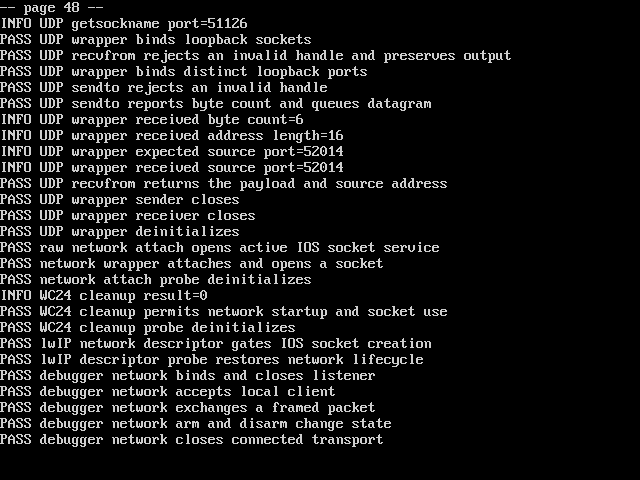 -- page 48 --
INFO UDP getsockname port=51126
PASS UDP wrapper binds loopback sockets
PASS UDP recvfrom rejects an invalid handle and preserves output
PASS UDP wrapper binds distinct loopback ports
PASS UDP sendto rejects an invalid handle
PASS UDP sendto reports byte count and queues datagram
INFO UDP wrapper received byte count=6
INFO UDP wrapper received address length=16
INFO UDP wrapper expected source port=52014
INFO UDP wrapper received source port=52014
PASS UDP recvfrom returns the payload and source address
PASS UDP wrapper sender closes
PASS UDP wrapper receiver closes
PASS UDP wrapper deinitializes
PASS raw network attach opens active IOS socket service
PASS network wrapper attaches and opens a socket
PASS network attach probe deinitializes
INFO WC24 cleanup result=0
PASS WC24 cleanup permits network startup and socket use
PASS WC24 cleanup probe deinitializes
PASS lwIP network descriptor gates IOS socket creation
PASS lwIP descriptor probe restores network lifecycle
PASS debugger network binds and closes listener
PASS debugger network accepts local client
PASS debugger network exchanges a framed packet
PASS debugger network arm and disarm change state
PASS debugger network closes connected transport